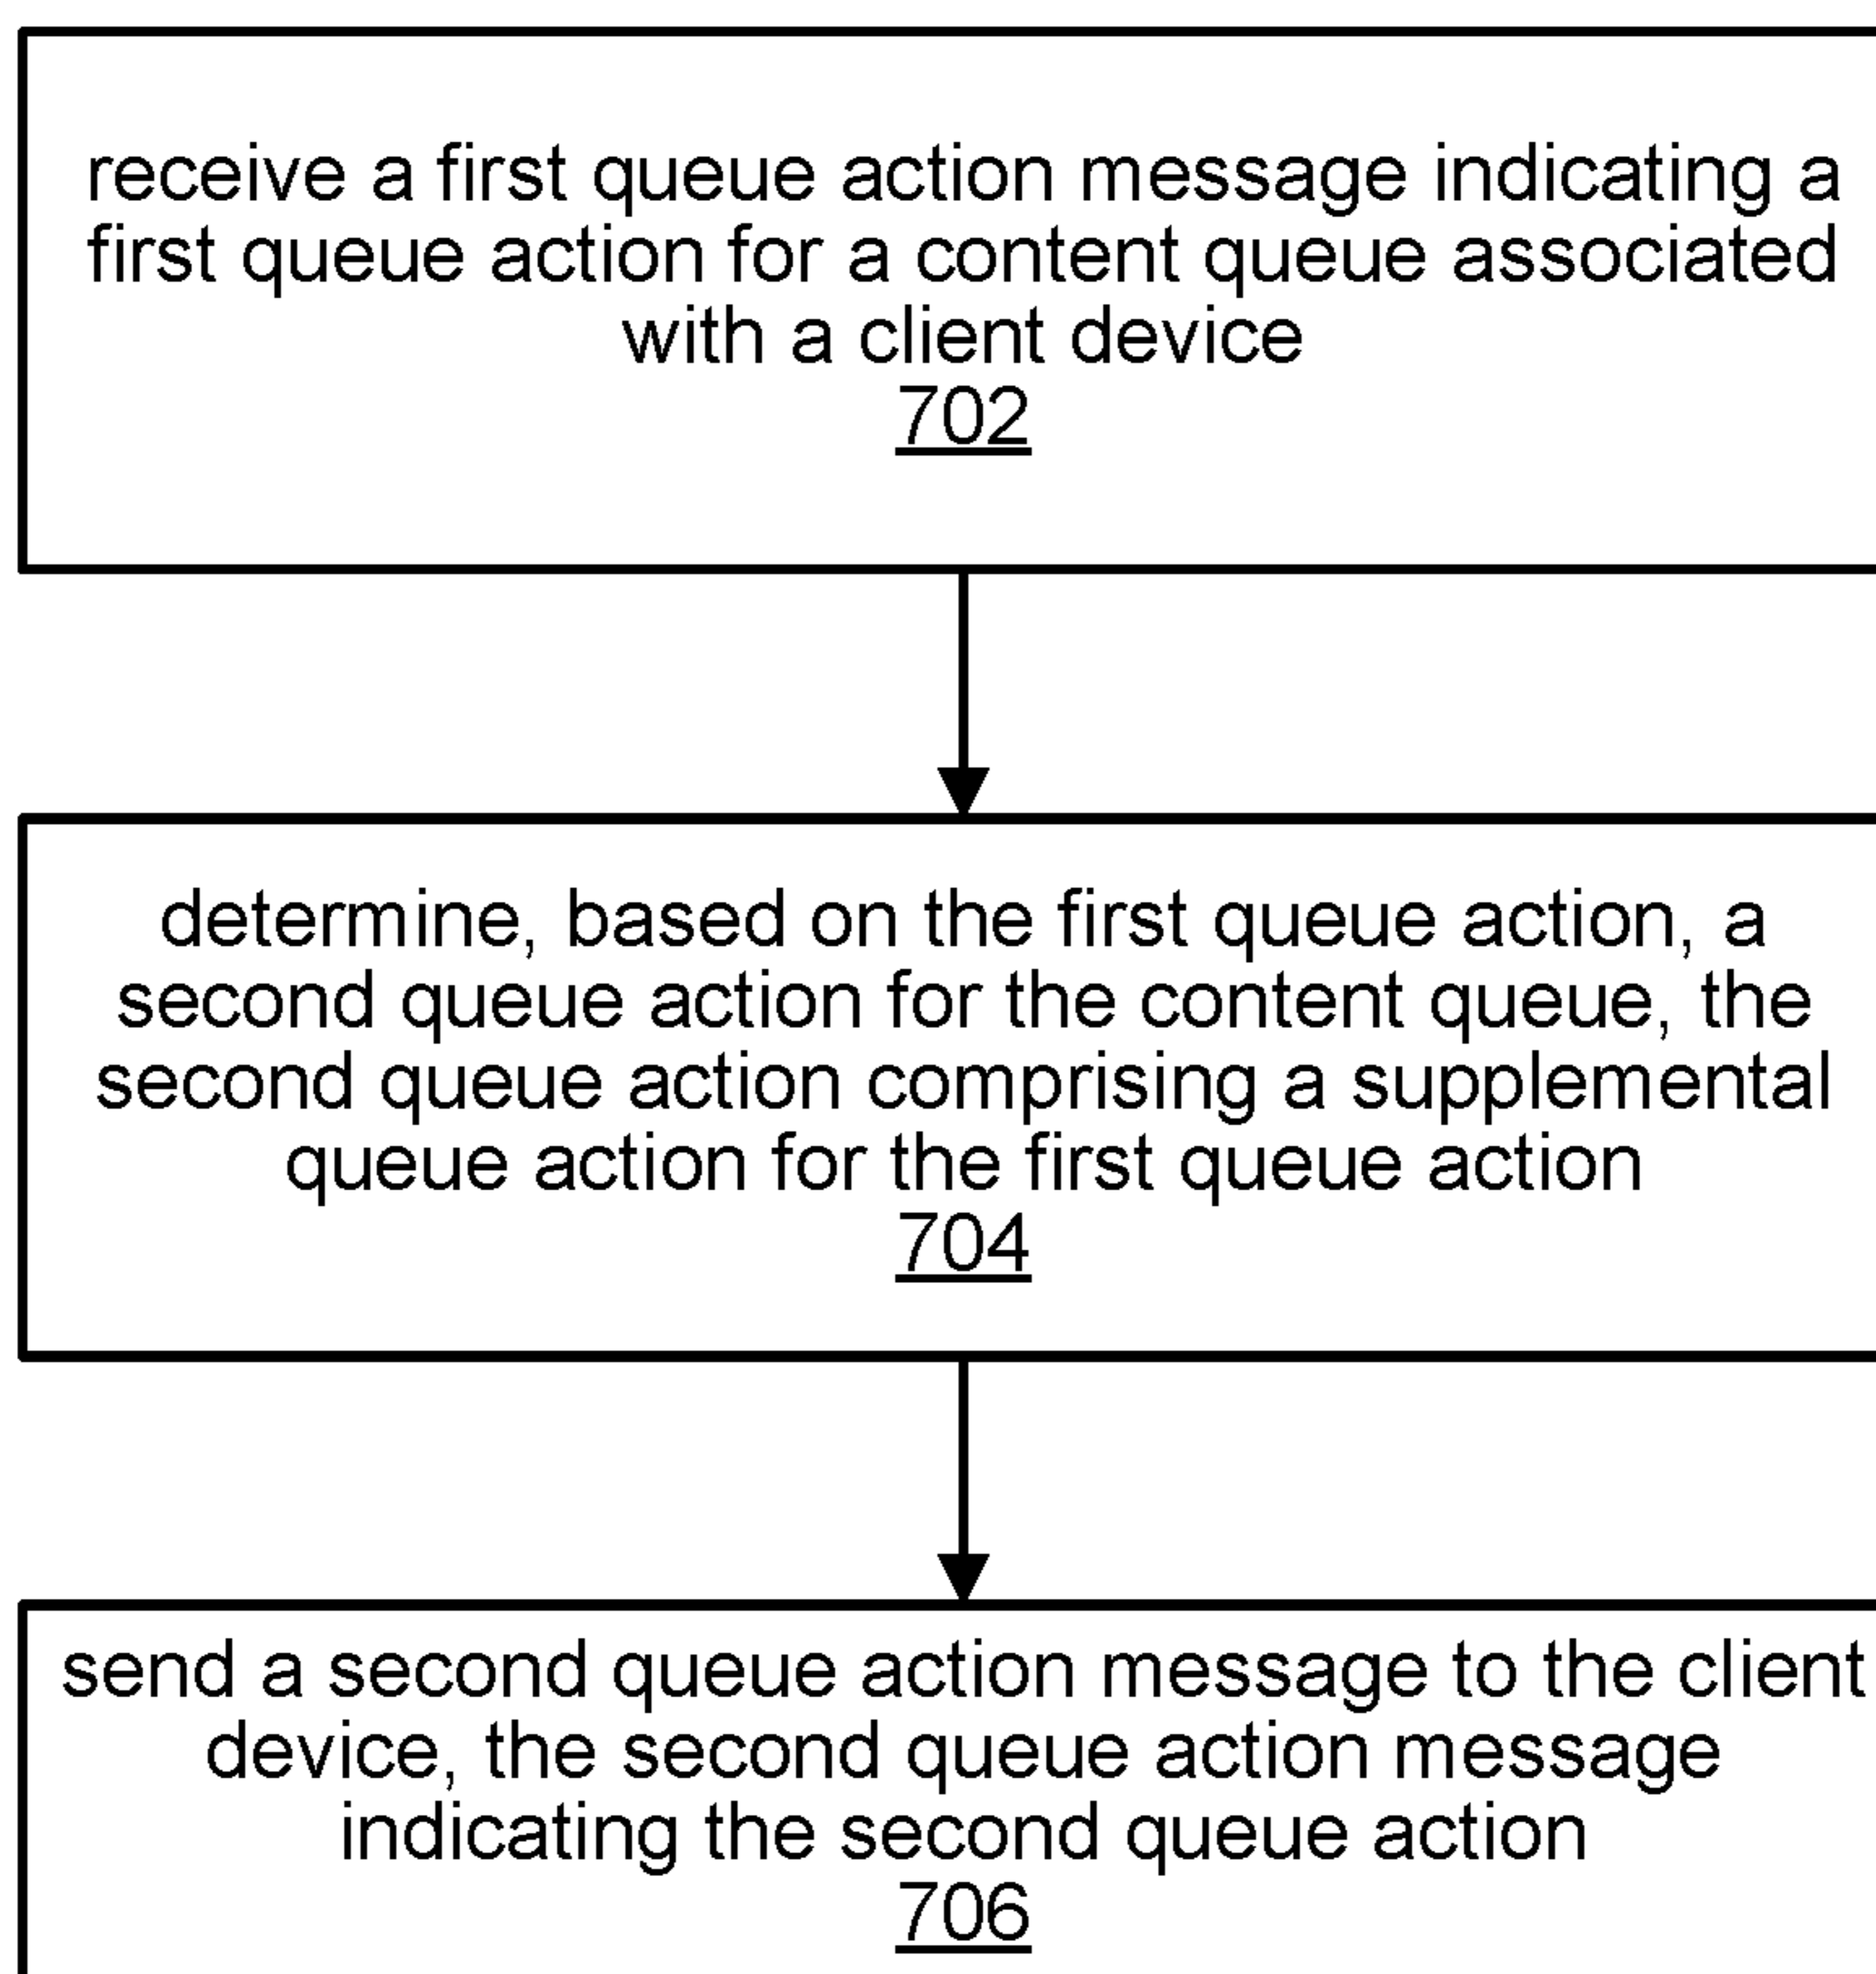 receive a first queue action message indicating a
first queue action for a content queue associated
with a client device
702
determine, based on the first queue action, a
second queue action for the content queue, the
second queue action comprising a supplemental
queue action for the first queue action
704
send a second queue action message to the client
device, the second queue action message
indicating the second queue action
706